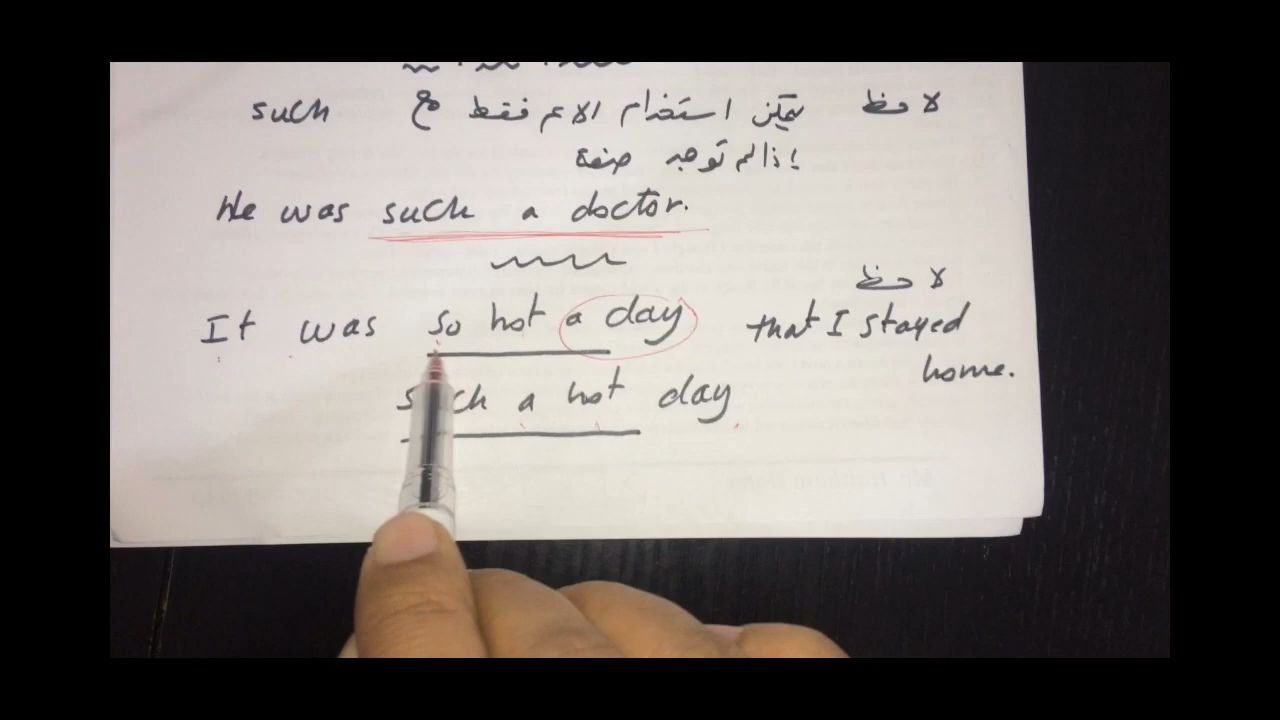 لاحظ يمكن استخدام الاسم فقط مع such
إذا لم توجد صفة
He was such a doctor.
لاحظ
It was so hot a day that I stayed
home.
such a hot day